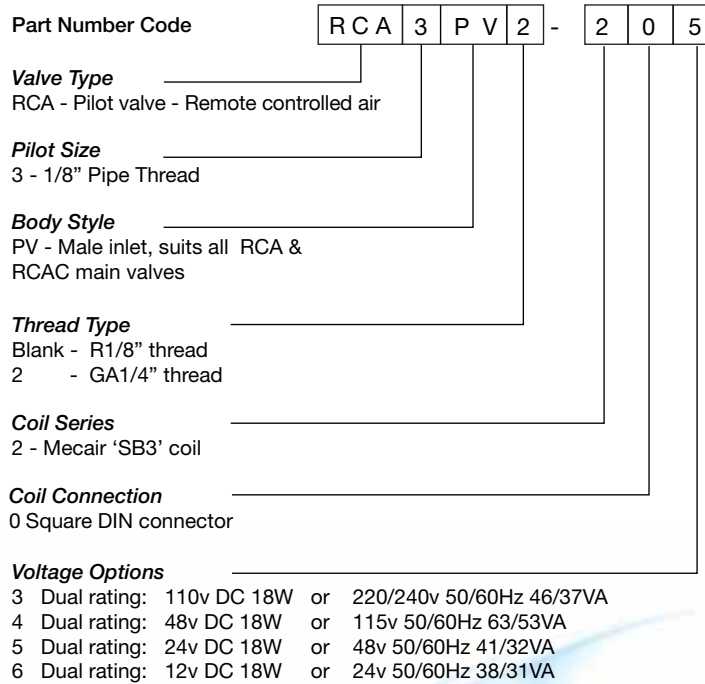 Part Number Code RCA 3 PV 2 - 2 0 5
Valve Type
RCA - Pilot valve - Remote controlled air
Pilot Size
3 - 1/8” Pipe Thread
Body Style
PV - Male inlet, suits all RCA &
RCAC main valves
Thread Type
Blank - R1/8” thread
2 - GA1/4” thread
Coil Series
2 - Mecair ‘SB3’ coil
Coil Connection
0 Square DIN connector
Voltage Options
3 Dual rating: 110v DC 18W or 220/240v 50/60Hz 46/37VA
4 Dual rating: 48v DC 18W or 115v 50/60Hz 63/53VA
5 Dual rating: 24v DC 18W or 48v 50/60Hz 41/32VA
6 Dual rating: 12v DC 18W or 24v 50/60Hz 38/31VA